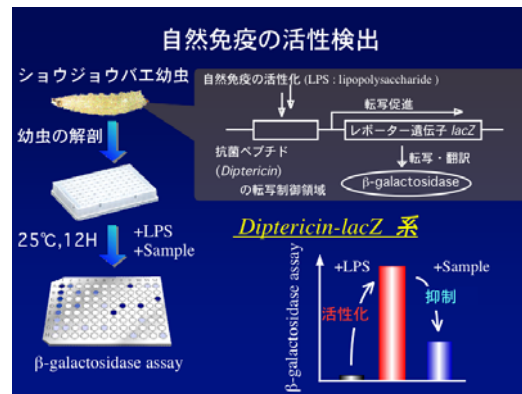 自然免疫の活性検出
ショウジョウバエ幼虫
自然免疫の活性化 (LPS : lipopolysaccharide )
転写促進
レポーター遺伝子 lacZ
抗菌ペプチド
(Diptericin)
の転写制御領域
転写・翻訳
β-galactosidase
幼虫の解剖
25℃,12H
+LPS
+Sample
β-galactosidase assay
Diptericin-lacZ 系
β-galactosidase assay
+LPS
+Sample
活性化
抑制